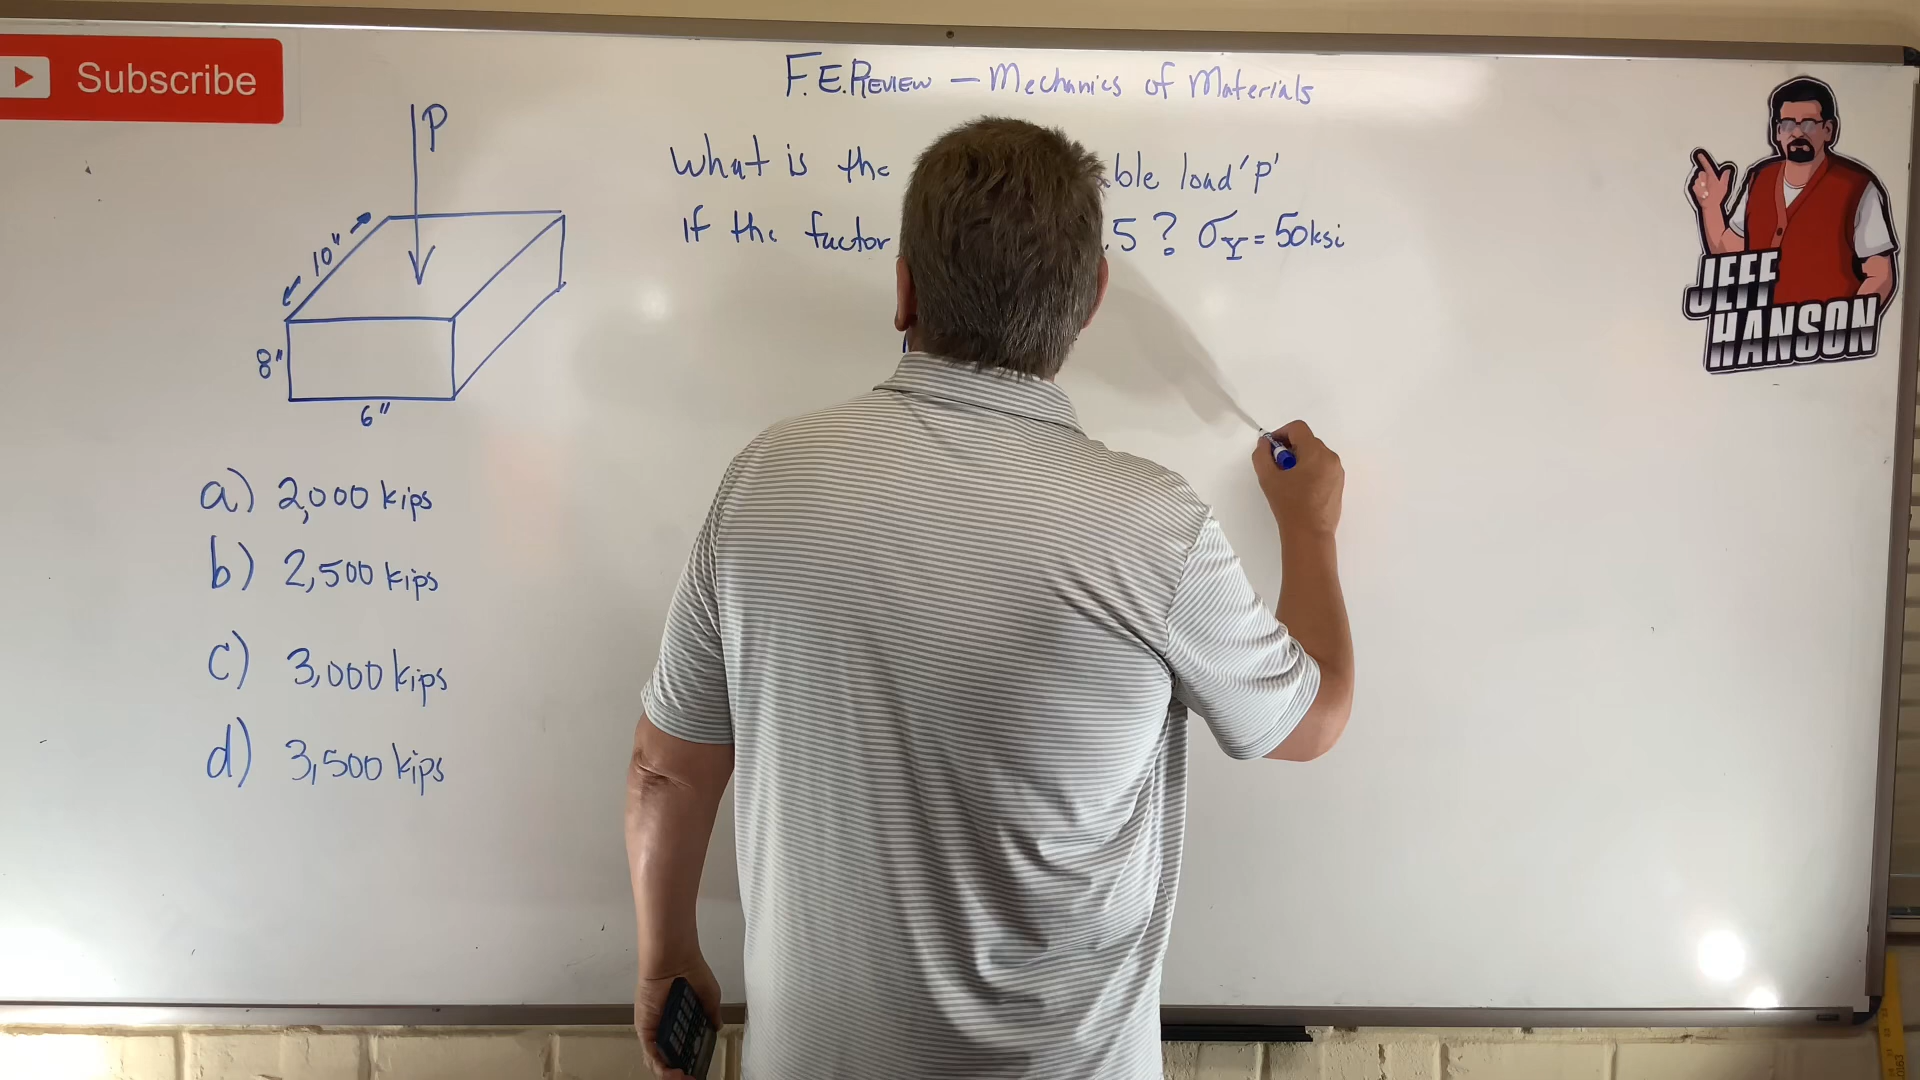 Subscribe
F.E. Review – Mechanics of Materials
P
What is the ble load 'P'
If the factor .5? σY = 50ksi
10"
8"
6"
JEFF
HANSON
a) 2,000 kips
b) 2,500 kips
c) 3,000 kips
d) 3,500 kips